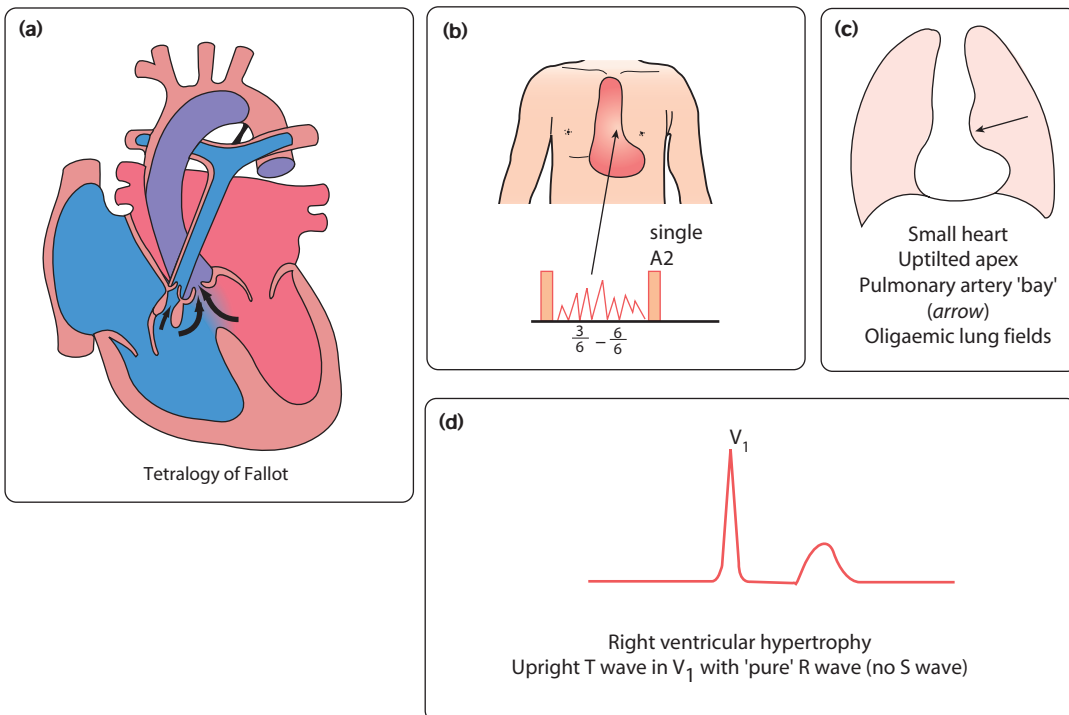 (a)
Tetralogy of Fallot
(b)
single
A2
3/6 – 6/6
(c)
Small heart
Uptilted apex
Pulmonary artery 'bay'
(arrow)
Oligaemic lung fields
(d)
V1
Right ventricular hypertrophy
Upright T wave in V1 with 'pure' R wave (no S wave)